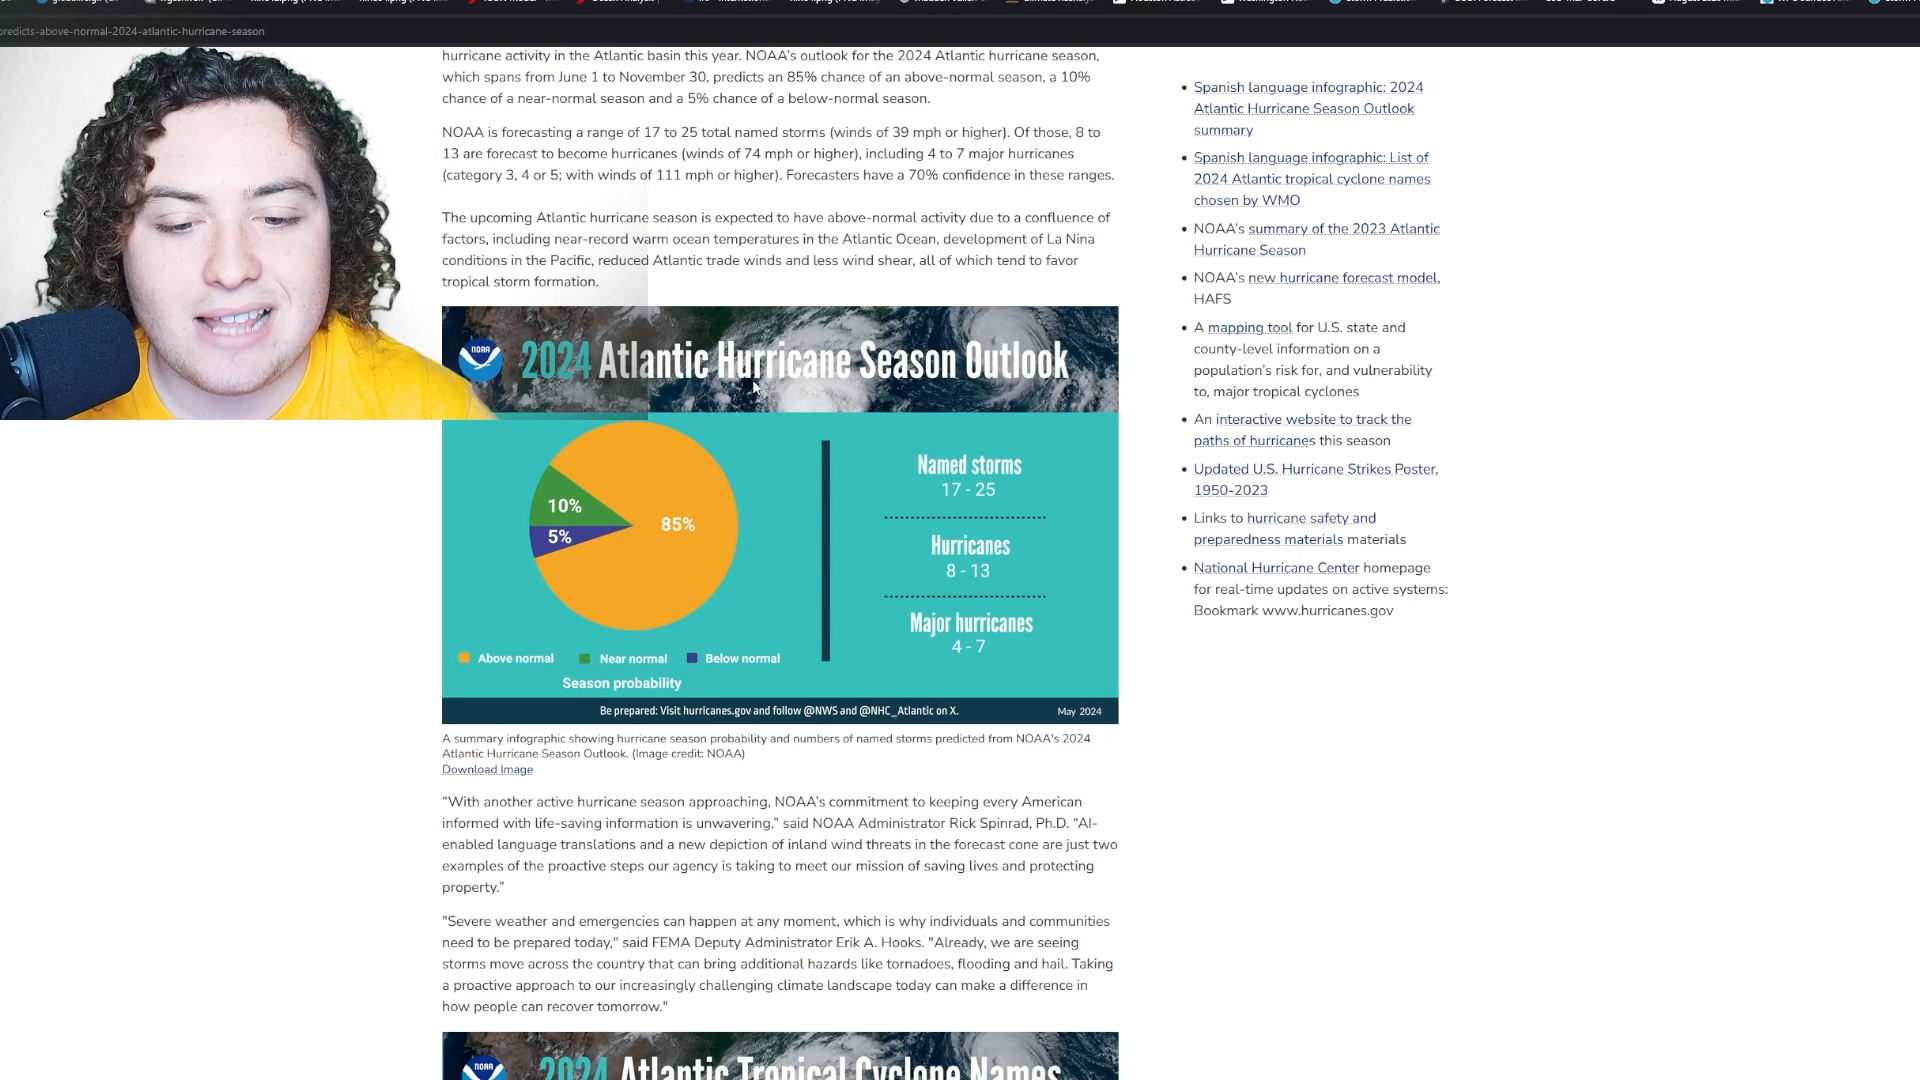 predicts-above-normal-2024-atlantic-hurricane-season
hurricane activity in the Atlantic basin this year. NOAA's outlook for the 2024 Atlantic hurricane season,
which spans from June 1 to November 30, predicts an 85% chance of an above-normal season, a 10%
chance of a near-normal season and a 5% chance of a below-normal season.
NOAA is forecasting a range of 17 to 25 total named storms (winds of 39 mph or higher). Of those, 8 to
13 are forecast to become hurricanes (winds of 74 mph or higher), including 4 to 7 major hurricanes
(category 3, 4 or 5; with winds of 111 mph or higher). Forecasters have a 70% confidence in these ranges.
The upcoming Atlantic hurricane season is expected to have above-normal activity due to a confluence of
factors, including near-record warm ocean temperatures in the Atlantic Ocean, development of La Nina
conditions in the Pacific, reduced Atlantic trade winds and less wind shear, all of which tend to favor
tropical storm formation.
NOAA
2024 Atlantic Hurricane Season Outlook
10%
5%
85%
Above normal
Near normal
Below normal
Season probability
Named storms
17 - 25
Hurricanes
8 - 13
Major hurricanes
4 - 7
Be prepared: Visit hurricanes.gov and follow @NWS and @NHC_Atlantic on X.
May 2024
A summary infographic showing hurricane season probability and numbers of named storms predicted from NOAA's 2024
Atlantic Hurricane Season Outlook. (Image credit: NOAA)
Download Image
“With another active hurricane season approaching, NOAA’s commitment to keeping every American
informed with life-saving information is unwavering,” said NOAA Administrator Rick Spinrad, Ph.D. “AI-
enabled language translations and a new depiction of inland wind threats in the forecast cone are just two
examples of the proactive steps our agency is taking to meet our mission of saving lives and protecting
property.”
"Severe weather and emergencies can happen at any moment, which is why individuals and communities
need to be prepared today," said FEMA Deputy Administrator Erik A. Hooks. "Already, we are seeing
storms move across the country that can bring additional hazards like tornadoes, flooding and hail. Taking
a proactive approach to our increasingly challenging climate landscape today can make a difference in
how people can recover tomorrow."
NOAA
2024 Atlantic Tropical Cyclone Names
Spanish language infographic: 2024
Atlantic Hurricane Season Outlook
summary
Spanish language infographic: List of
2024 Atlantic tropical cyclone names
chosen by WMO
NOAA’s summary of the 2023 Atlantic
Hurricane Season
NOAA’s new hurricane forecast model,
HAFS
A mapping tool for U.S. state and
county-level information on a
population’s risk for, and vulnerability
to, major tropical cyclones
An interactive website to track the
paths of hurricanes this season
Updated U.S. Hurricane Strikes Poster,
1950-2023
Links to hurricane safety and
preparedness materials materials
National Hurricane Center homepage
for real-time updates on active systems:
Bookmark www.hurricanes.gov